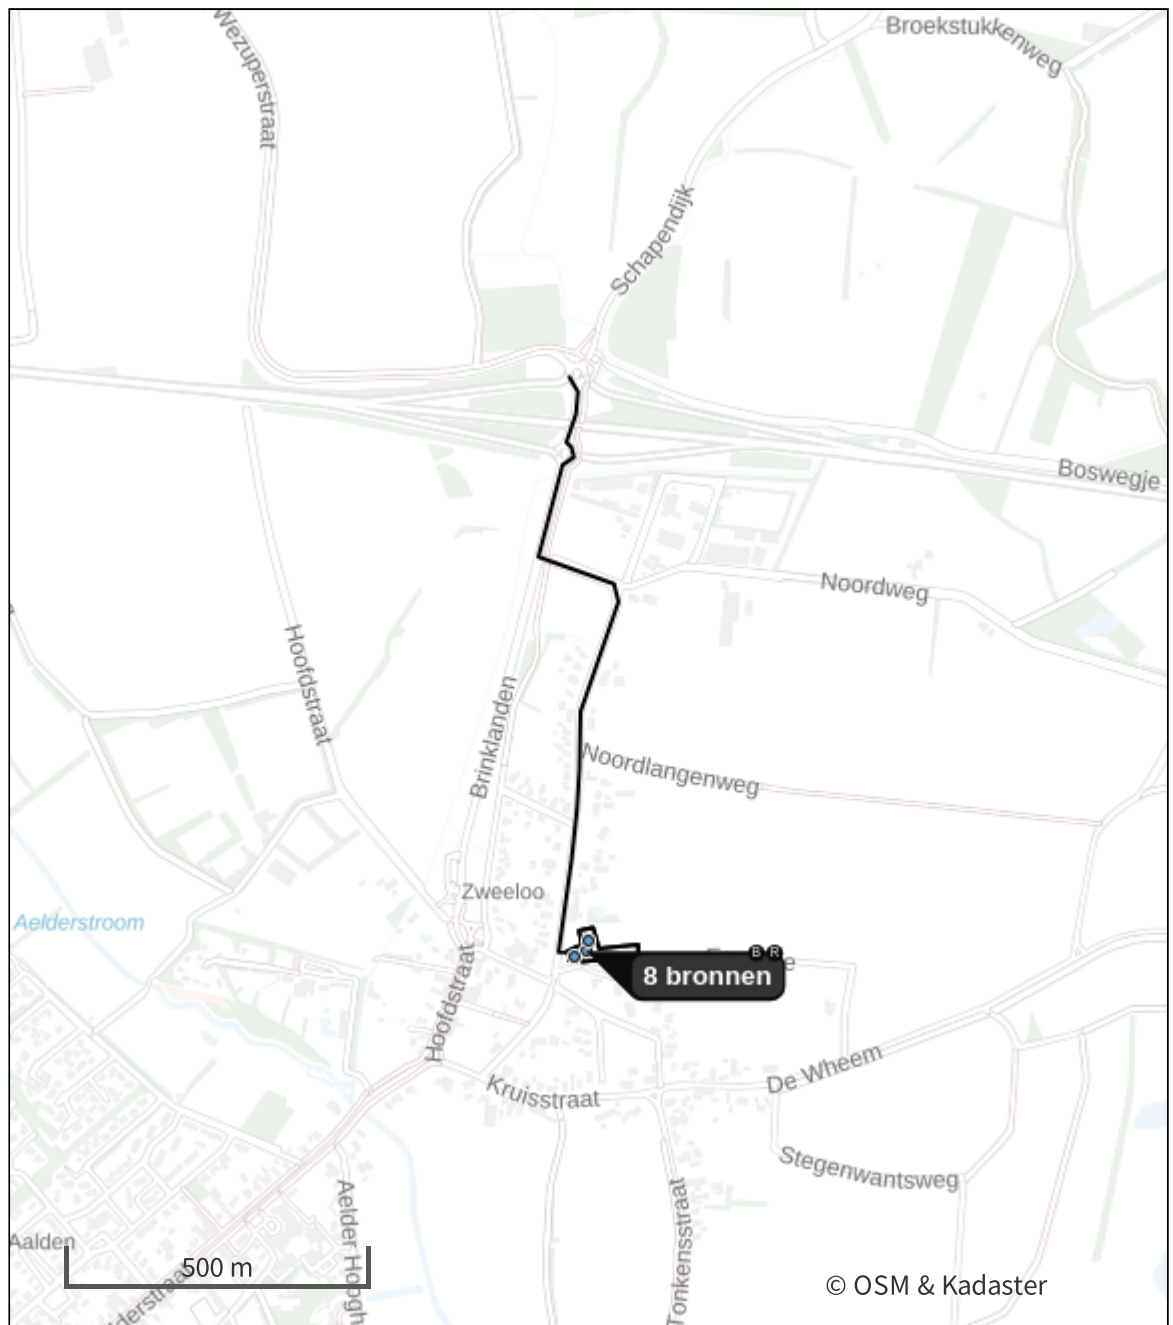 Wezuperstraat
Broekstukkenweg
Schapendijk
Boswegje
Noordweg
Hoofdstraat
Brinklanden
Noordlangenweg
Zweeloo
Aelderstroom
B R
8 bronnen
Hoofdstraat
De Wheem
Kruisstraat
Stegenwantsweg
Tonkensstraat
Aelder Hoogh
Aalden
500 m
© OSM & Kadaster